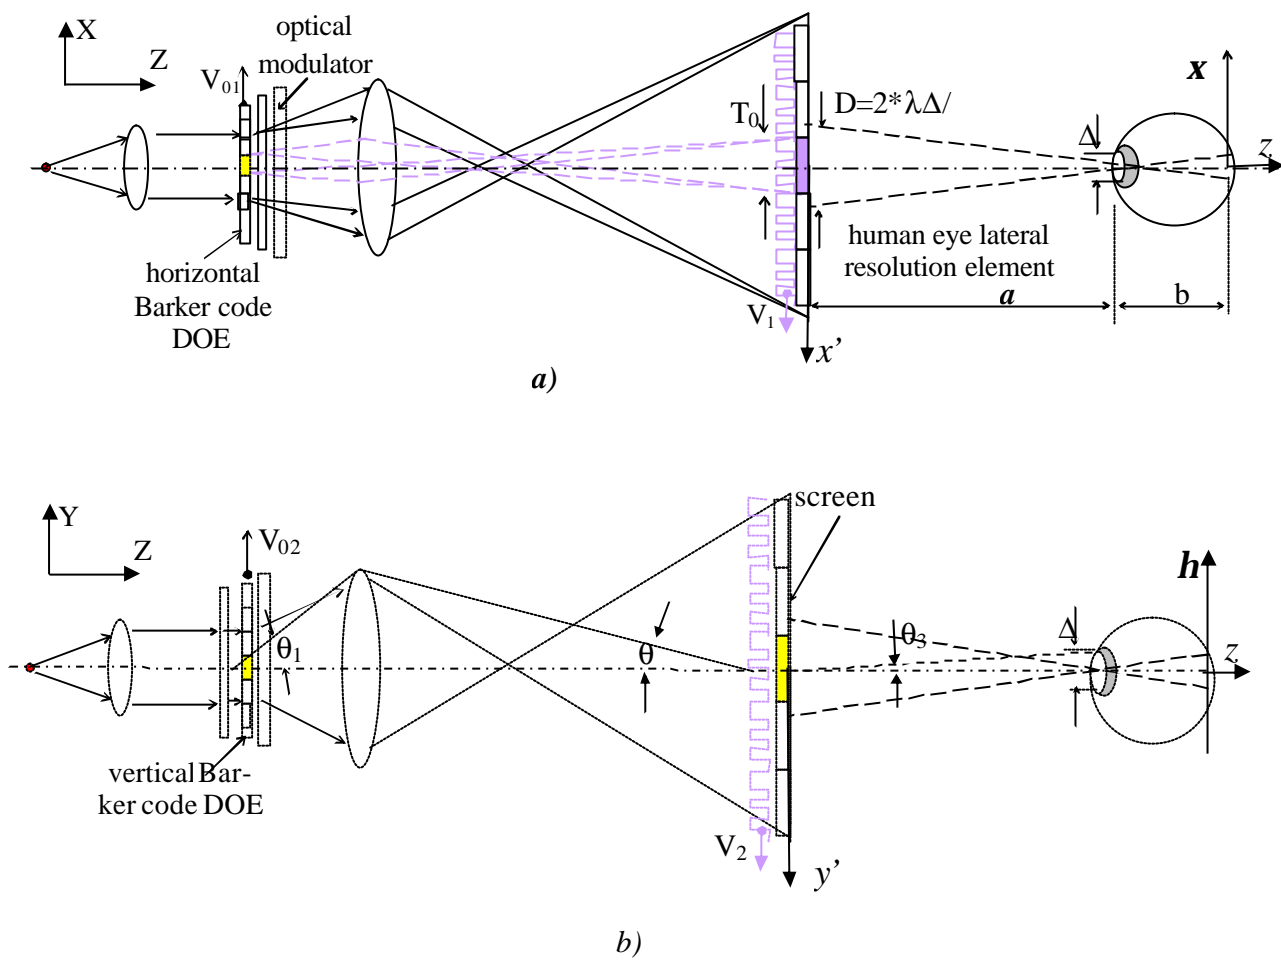 X
Z
optical
modulator
V01
T0
D=2*λΔ/
Δ
x
z
horizontal
Barker code
DOE
human eye lateral
resolution element
V1
a
b
x’
a)
Y
Z
V02
screen
h
θ1
θ
θ3
Δ
z
vertical Bar-
ker code DOE
V2
y’
b)